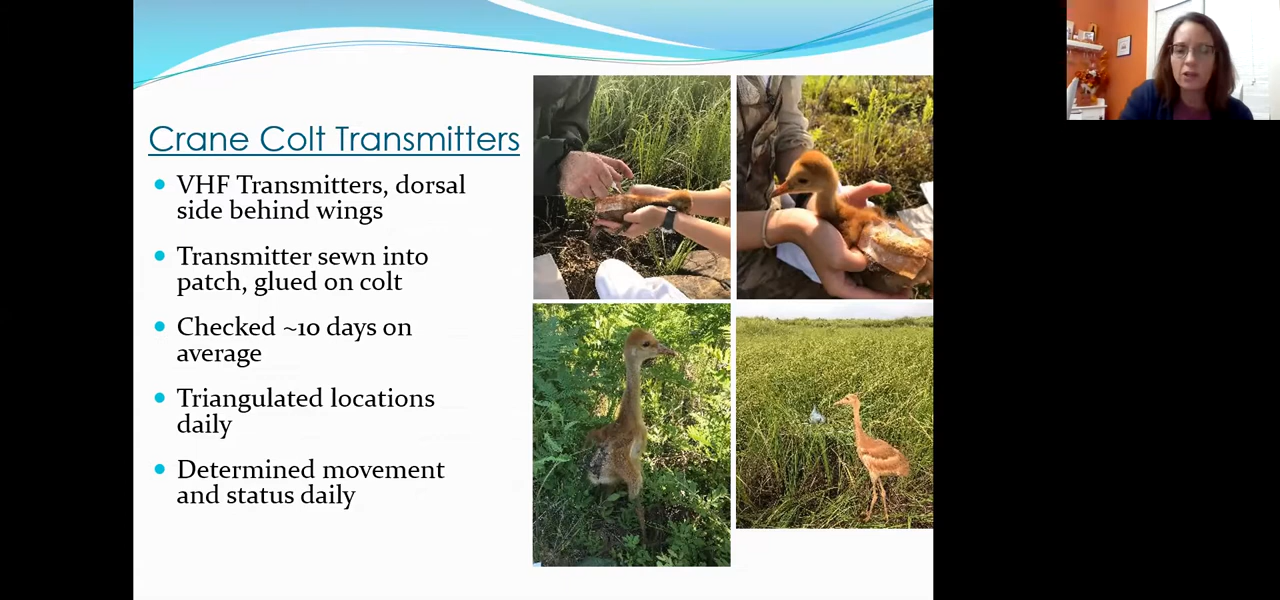 Crane Colt Transmitters
VHF Transmitters, dorsal
side behind wings
Transmitter sewn into
patch, glued on colt
Checked ~10 days on
average
Triangulated locations
daily
Determined movement
and status daily